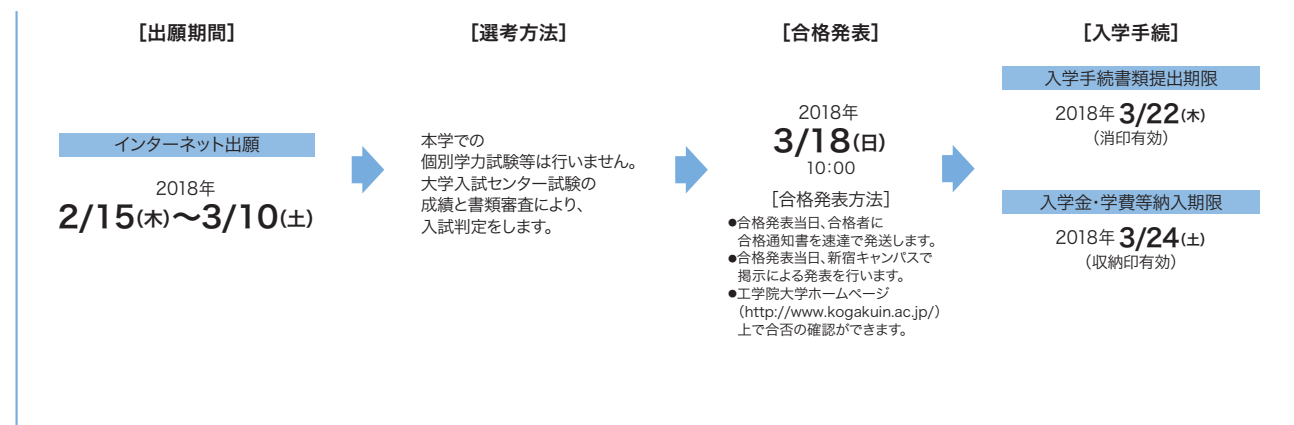 ［出願期間］
インターネット出願
2018年
2/15(木)〜3/10(土)
［選考方法］
本学での
個別学力試験等は行いません。
大学入試センター試験の
成績と書類審査により、
入試判定をします。
［合格発表］
2018年
3/18(日)
10：00
［合格発表方法］
●合格発表当日、合格者に
合格通知書を速達で発送します。
●合格発表当日、新宿キャンパスで
掲示による発表を行います。
●工学院大学ホームページ
（http://www.kogakuin.ac.jp/）
上で合否の確認ができます。
［入学手続］
入学手続書類提出期限
2018年 3/22(木)
（消印有効）
入学金・学費等納入期限
2018年 3/24(土)
（収納印有効）